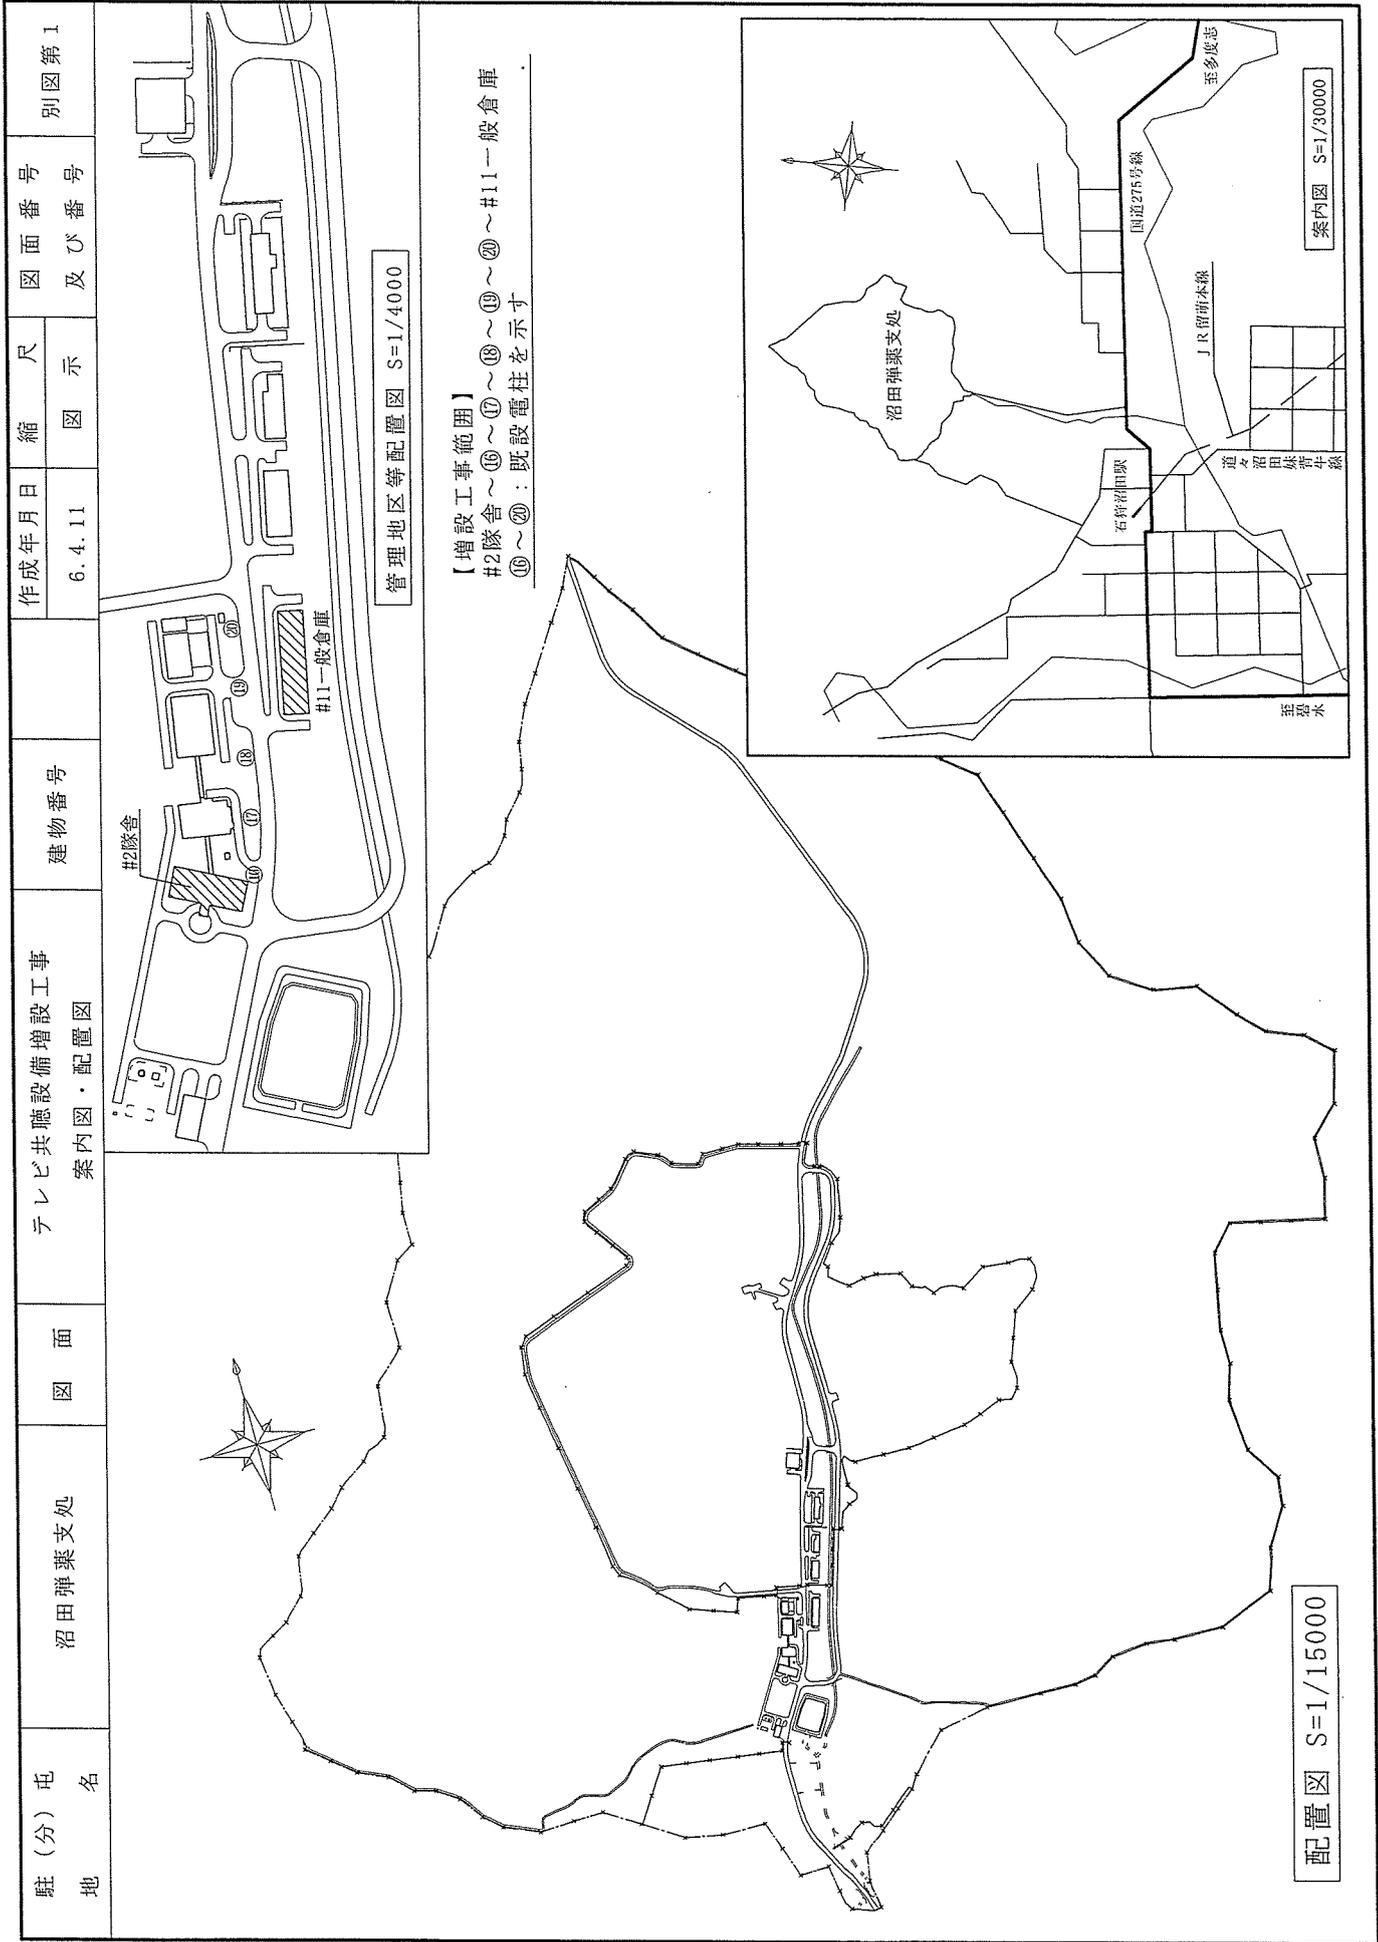 駐（分）屯
地　　名
沼田弾薬支処
図　面
テレビ共聴設備増設工事
案内図・配置図
建物番号
作成年月日
6.4.11
縮　尺
図　示
図面番号
及び番号
別図第1
#2隊舎
⑯
⑰
⑱
⑲
⑳
#11一般倉庫
管理地区等配置図 S=1/4000
【増設工事範囲】
#2隊舎～⑯～⑰～⑱～⑲～⑳～#11一般倉庫
⑯～⑳：既設電柱を示す
沼田弾薬支処
石狩沼田駅
国道275号線
至多度志
JR留萌本線
道々沼田妹背牛線
至碧水
案内図 S=1/30000
配置図 S=1/15000